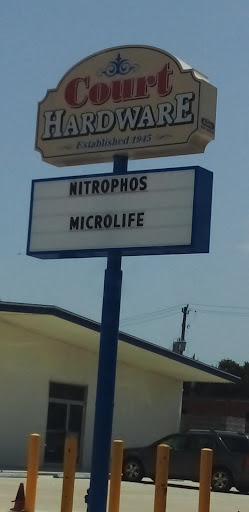 Court
HARDWARE
Established 1945
NITROPHOS
MICROLIFE